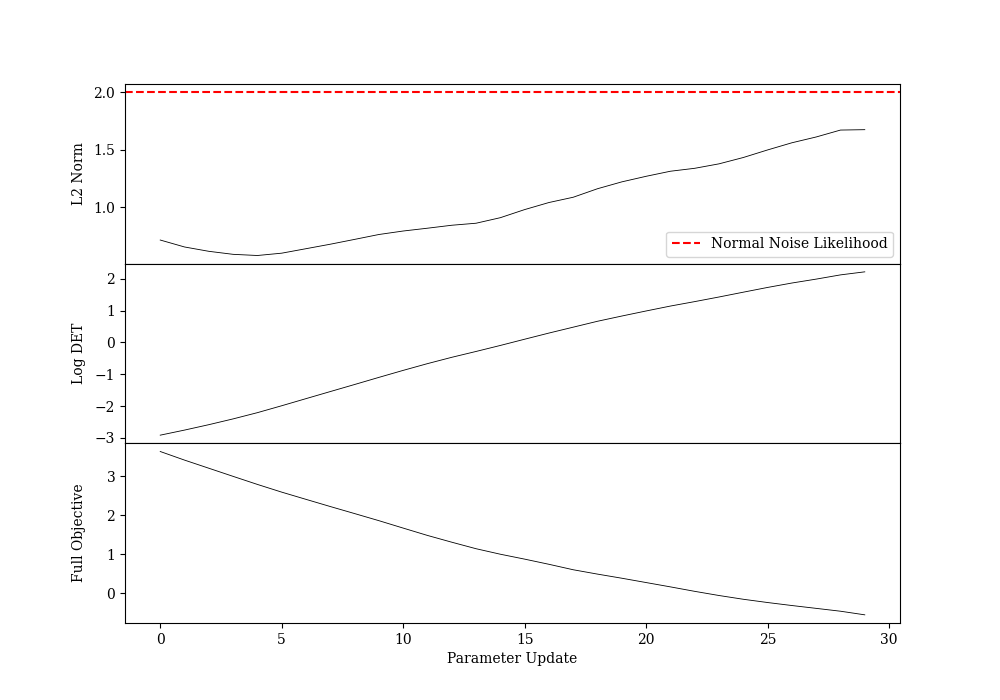 2.0
1.5
1.0
L2 Norm
Normal Noise Likelihood
2
1
0
−1
−2
−3
Log DET
3
2
1
0
Full Objective
0 5 10 15 20 25 30
Parameter Update